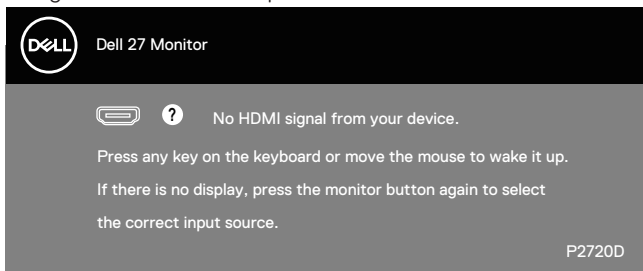 DELL
Dell 27 Monitor
? No HDMI signal from your device.
Press any key on the keyboard or move the mouse to wake it up.
If there is no display, press the monitor button again to select
the correct input source.
P2720D